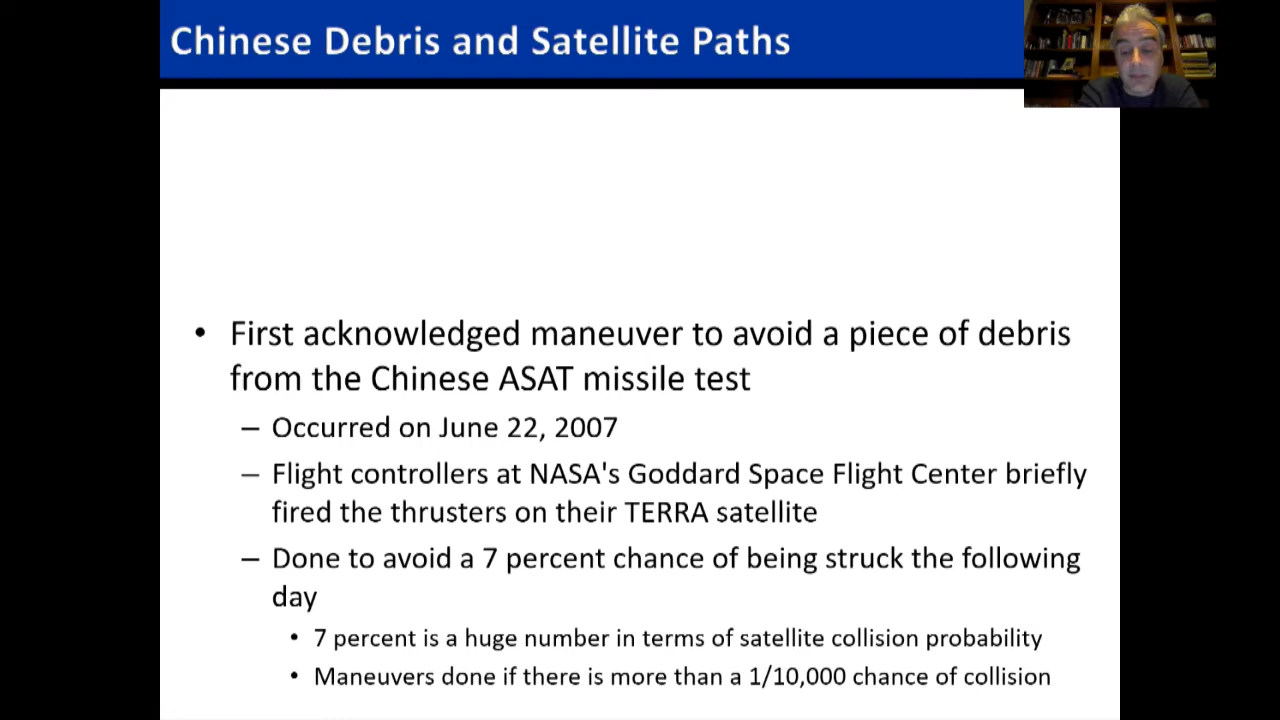 Chinese Debris and Satellite Paths
• First acknowledged maneuver to avoid a piece of debris
from the Chinese ASAT missile test
– Occurred on June 22, 2007
– Flight controllers at NASA's Goddard Space Flight Center briefly
fired the thrusters on their TERRA satellite
– Done to avoid a 7 percent chance of being struck the following
day
• 7 percent is a huge number in terms of satellite collision probability
• Maneuvers done if there is more than a 1/10,000 chance of collision